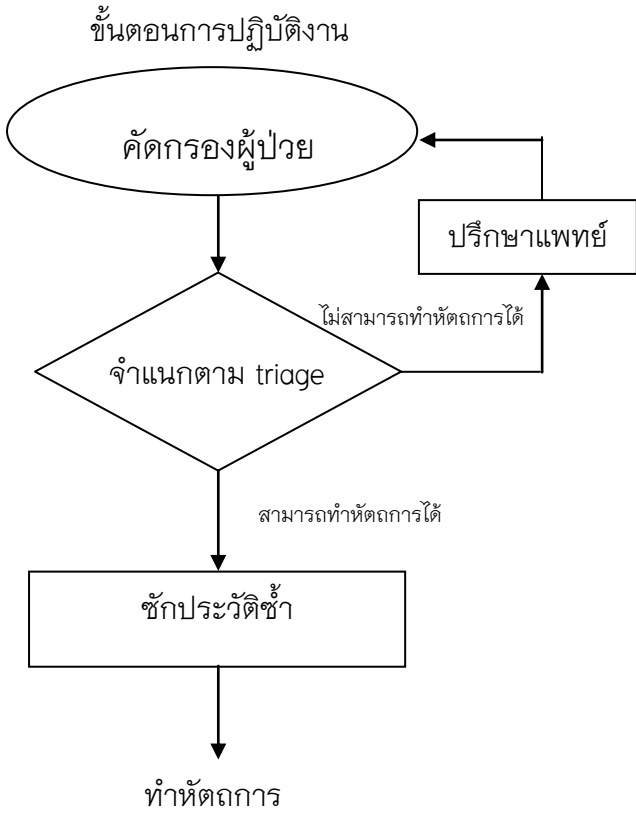 ขั้นตอนการปฏิบัติงาน
คัดกรองผู้ป่วย
ปรึกษาแพทย์
ไม่สามารถทำหัตถการได้
จำแนกตาม triage
สามารถทำหัตถการได้
ซักประวัติซ้ำ
ทำหัตถการ